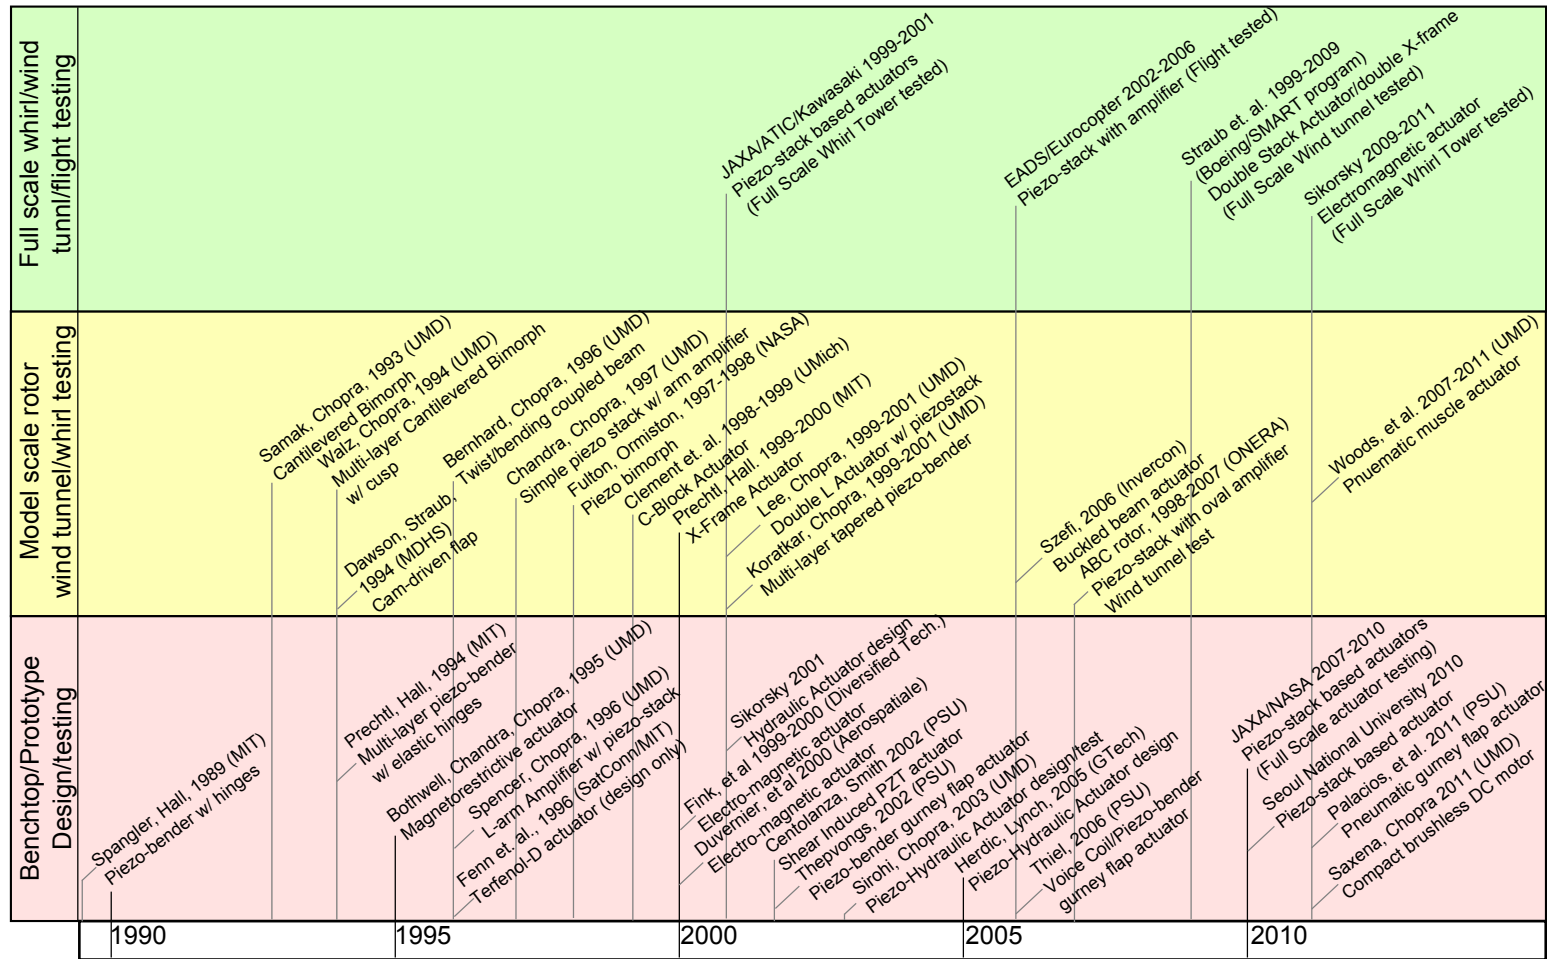 Full scale whirl/wind
tunnl/flight testing
JAXA/ATIC/Kawasaki 1999-2001
Piezo-stack based actuators
(Full Scale Whirl Tower tested)
EADS/Eurocopter 2002-2006
Piezo-stack with amplifier (Flight tested)
Straub et. al. 1999-2009
(Boeing/SMART program)
Double Stack Actuator/double X-frame
(Full Scale Wind tunnel tested)
Sikorsky 2009-2011
Electromagnetic actuator
(Full Scale Whirl Tower tested)
Model scale rotor
wind tunnel/whirl testing
Samak, Chopra, 1993 (UMD)
Cantilevered Bimorph
Walz, Chopra, 1994 (UMD)
Multi-layer Cantilevered Bimorph
w/ cusp
Dawson, Straub,
1994 (MDHS)
Cam-driven flap
Bernhard, Chopra, 1996 (UMD)
Twist/bending coupled beam
Chandra, Chopra, 1997 (UMD)
Simple piezo stack w/ arm amplifier
Fulton, Ormiston, 1997-1998 (NASA)
Piezo bimorph
Clement et. al. 1998-1999 (UMich)
C-Block Actuator
Prechtl, Hall. 1999-2000 (MIT)
X-Frame Actuator
Lee, Chopra, 1999-2001 (UMD)
Double L Actuator w/ piezostack
Koratkar, Chopra, 1999-2001 (UMD)
Multi-layer tapered piezo-bender
Szefi, 2006 (Invercon)
Buckled beam actuator
ABC rotor, 1998-2007 (ONERA)
Piezo-stack with oval amplifier
Wind tunnel test
Woods, et al. 2007-2011 (UMD)
Pnuematic muscle actuator
Benchtop/Prototype
Design/testing
Spangler, Hall, 1989 (MIT)
Piezo-bender w/ hinges
Prechtl, Hall, 1994 (MIT)
Multi-layer piezo-bender
w/ elastic hinges
Bothwell, Chandra, Chopra, 1995 (UMD)
Magnetorestrictive actuator
Spencer, Chopra, 1996 (UMD)
L-arm Amplifier w/ piezo-stack
Fenn et. al., 1996 (SatConn/MIT)
Terfenol-D actuator (design only)
Sikorsky 2001
Hydraulic Actuator design
Fink, et al 1999-2000 (Diversified Tech.)
Electro-magnetic actuator
Duvernier, et al 2000 (Aerospatiale)
Electro-magnetic actuator
Centolanza, Smith 2002 (PSU)
Shear Induced PZT actuator
Thepvongs, 2002 (PSU)
Piezo-bender gurney flap actuator
Sirohi, Chopra, 2003 (UMD)
Piezo-Hydraulic Actuator design/test
Herdic, Lynch, 2005 (GTech)
Piezo-Hydraulic Actuator design
Thiel, 2006 (PSU)
Voice Coil/Piezo-bender
gurney flap actuator
JAXA/NASA 2007-2010
Piezo-stack based actuators
(Full Scale actuator testing)
Seoul National University 2010
Piezo-stack based actuator
Palacios, et al. 2011 (PSU)
Pneumatic gurney flap actuator
Saxena, Chopra 2011 (UMD)
Compact brushless DC motor
1990
1995
2000
2005
2010